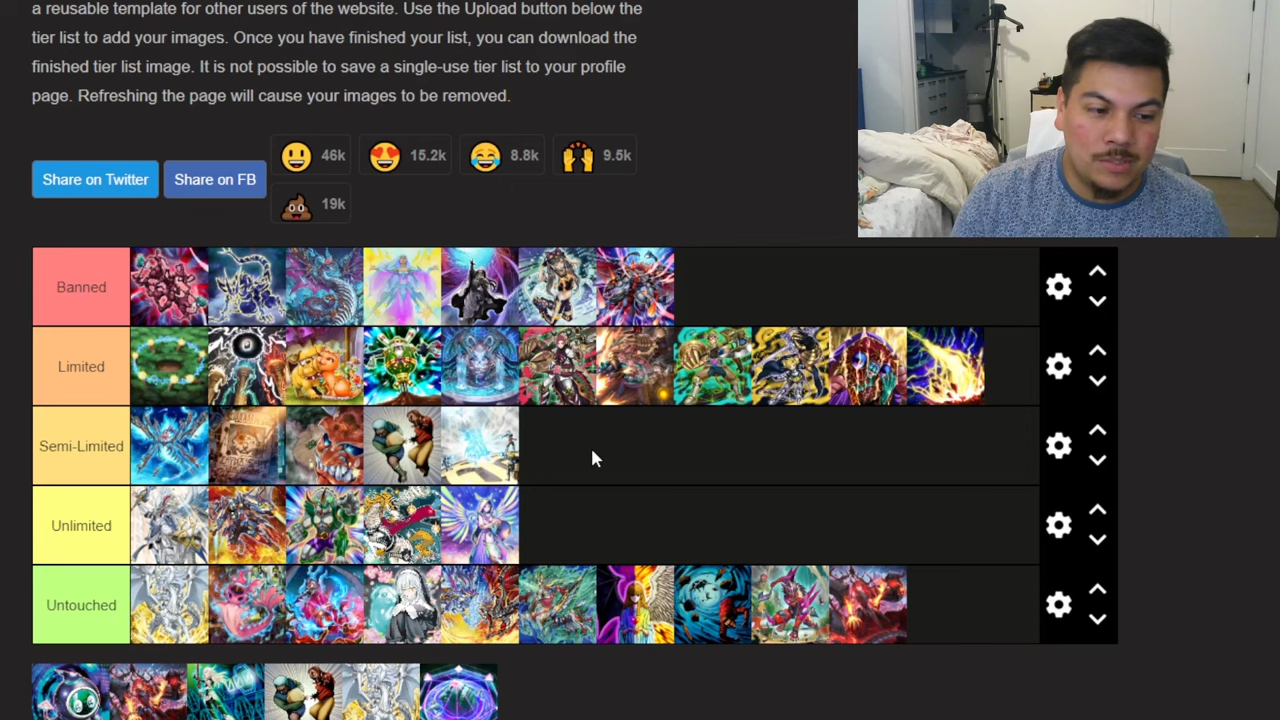 a reusable template for other users of the website. Use the Upload button below the
tier list to add your images. Once you have finished your list, you can download the
finished tier list image. It is not possible to save a single-use tier list to your profile
page. Refreshing the page will cause your images to be removed.
Share on Twitter
Share on FB
46k
15.2k
8.8k
9.5k
19k
Banned
Limited
Semi-Limited
Unlimited
Untouched